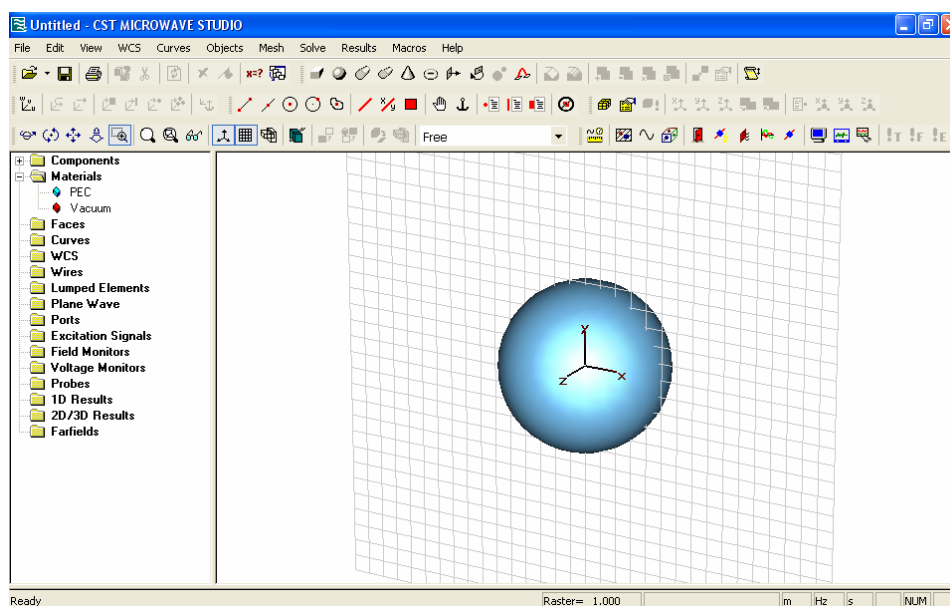 Untitled - CST MICROWAVE STUDIO
File Edit View WCS Curves Objects Mesh Solve Results Macros Help
x=?
Free
!T !F !E
Components
Materials
PEC
Vacuum
Faces
Curves
WCS
Wires
Lumped Elements
Plane Wave
Ports
Excitation Signals
Field Monitors
Voltage Monitors
Probes
1D Results
2D/3D Results
Farfields
Y
Z X
Ready Raster= 1.000 m Hz s NUM